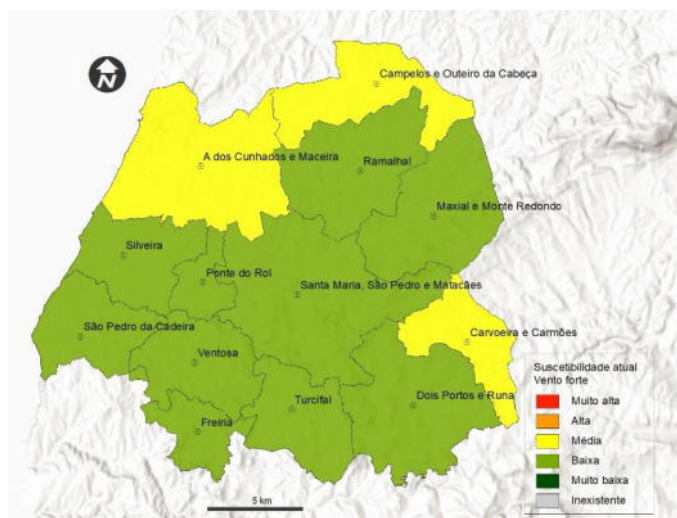 N
Campelos e Outeiro da Cabeça
A dos Cunhados e Maceira
Ramalhal
Maxial e Monte Redondo
Silveira
Ponte do Rol
Santa Maria, São Pedro e Matacães
São Pedro da Cadeira
Carvoeira e Carmões
Ventosa
Turcifal
Dois Portos e Runa
Freiria
Suscetibilidade atual
Vento forte
Muito alta
Alta
Média
Baixa
Muito baixa
Inexistente
5 km